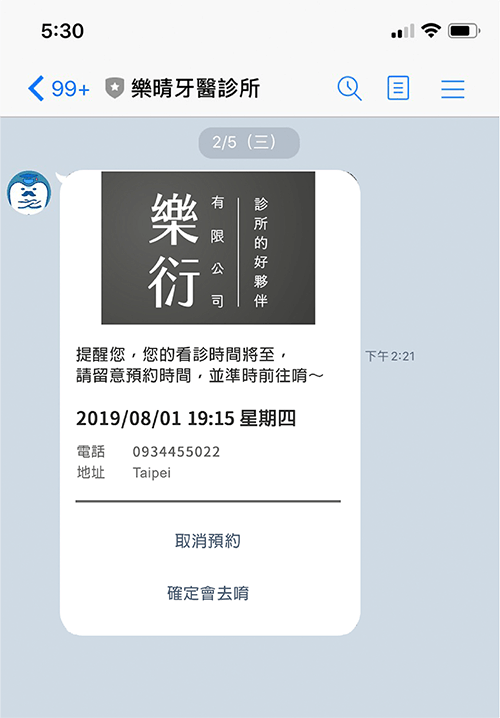 5:30
99+ 樂晴牙醫診所
2/5（三）
樂衍
有限公司
診所的好夥伴
提醒您，您的看診時間將至，
請留意預約時間，並準時前往唷～
下午 2:21
2019/08/01 19:15 星期四
電話 0934455022
地址 Taipei
取消預約
確定會去唷